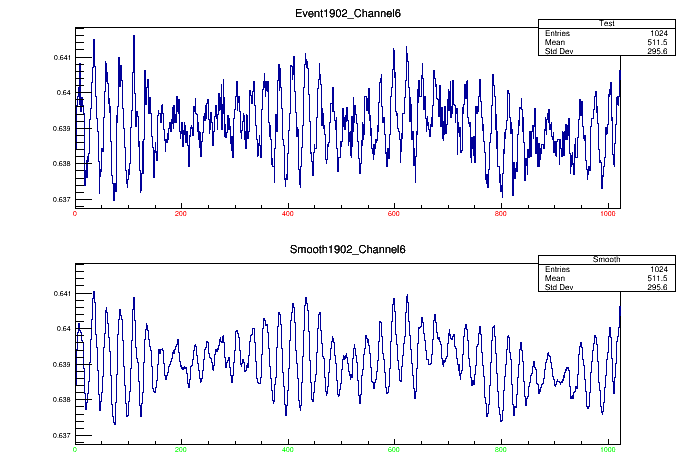 Event1902_Channel6
Test
Entries 1024
Mean 511.5
Std Dev 295.6
0.641
0.64
0.639
0.638
0.637
0 200 400 600 800 1000
Smooth1902_Channel6
Smooth
Entries 1024
Mean 511.5
Std Dev 295.6
0.641
0.64
0.639
0.638
0.637
0 200 400 600 800 1000